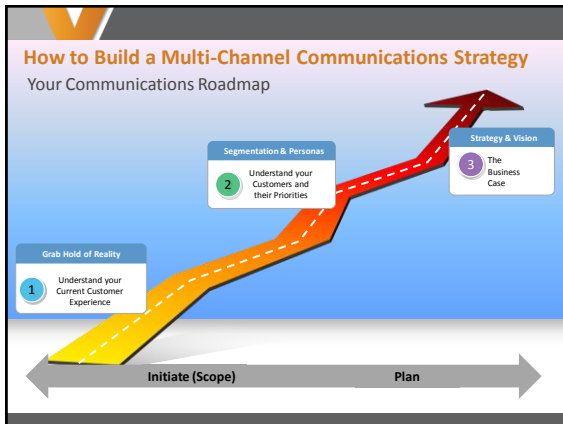 How to Build a Multi-Channel Communications Strategy
Your Communications Roadmap
Strategy & Vision
3
The
Business
Case
Segmentation & Personas
2
Understand your
Customers and
their Priorities
Grab Hold of Reality
1
Understand your
Current Customer
Experience
Initiate (Scope)
Plan